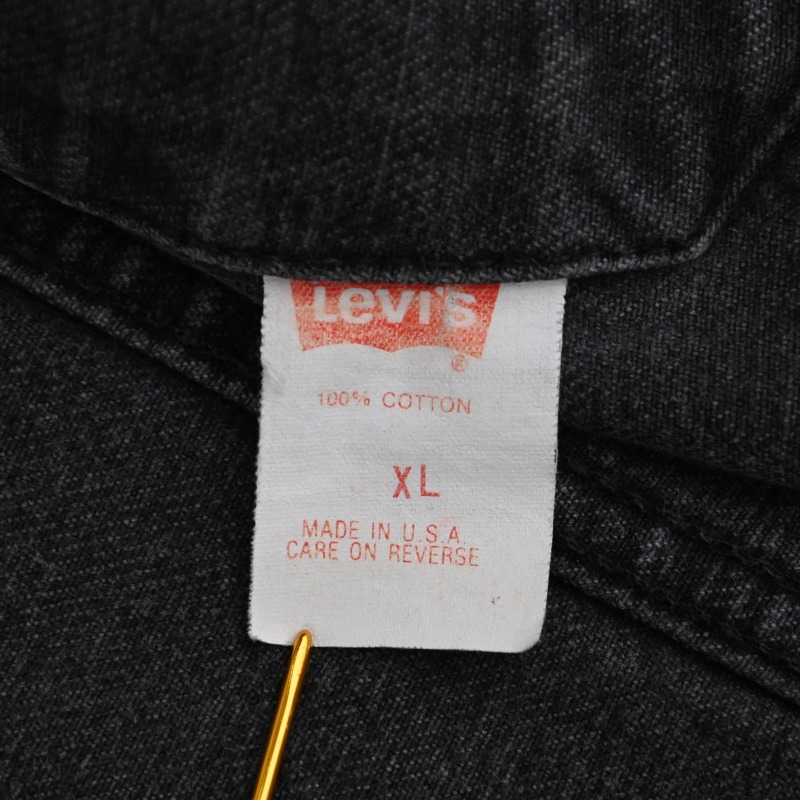 Levi's
®
100% COTTON
XL
MADE IN U.S.A.
CARE ON REVERSE